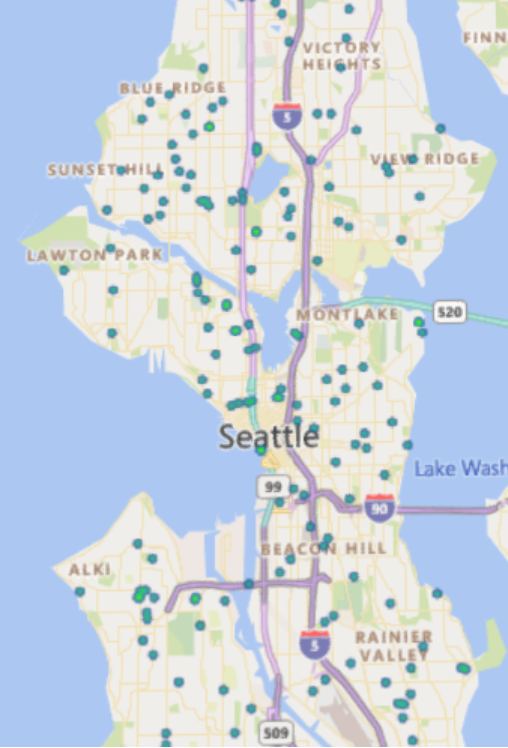 VICTORY
HEIGHTS
FINN
BLUE RIDGE
5
SUNSET HILL
VIEW RIDGE
LAWTON PARK
520
MONTLAKE
Seattle
Lake Wash
99
90
BEACON HILL
ALKI
5
RAINIER
VALLEY
509